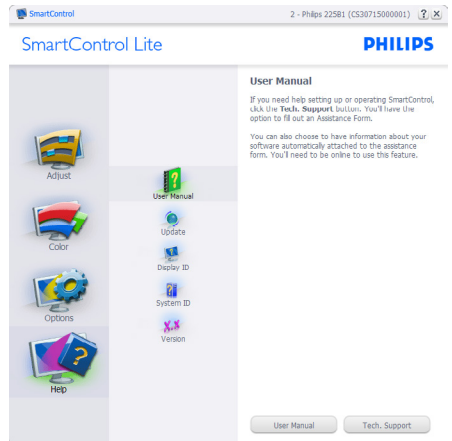 SmartControl
2 - Philips 225B1 (CS30715000001)
SmartControl Lite
PHILIPS
Adjust
Color
Options
Help
User Manual
Update
Display ID
System ID
X.X
Version
User Manual
If you need help setting up or operating SmartControl,
click the Tech. Support button. You'll have the
option to fill out an Assistance Form.
You can also choose to have information about your
software automatically attached to the assistance
form. You'll need to be online to use this feature.
User Manual
Tech. Support